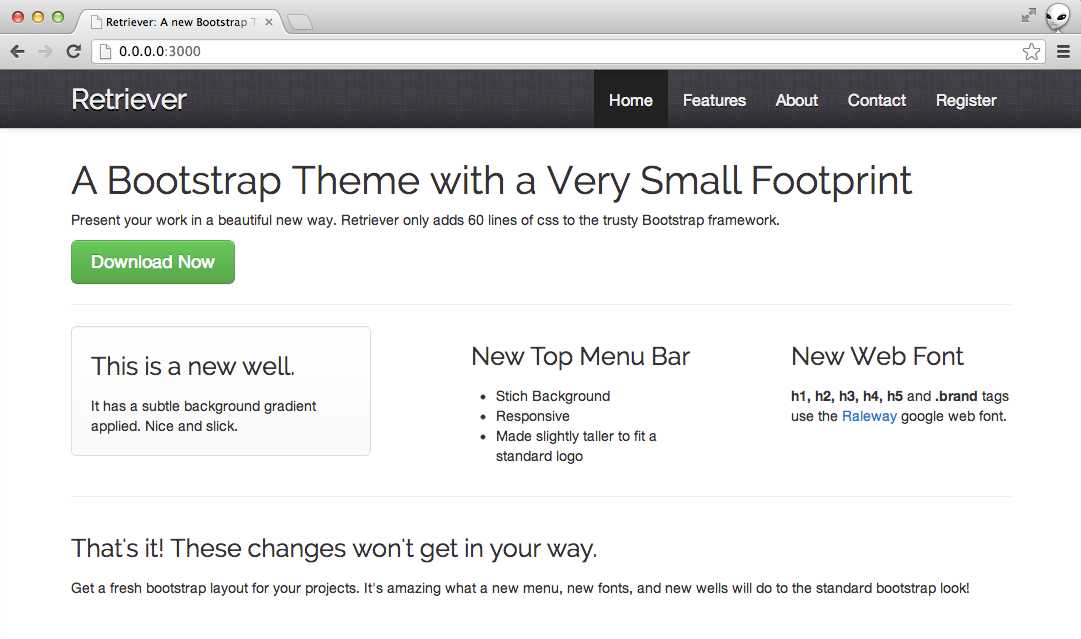 Retriever: A new Bootstrap T
0.0.0.0:3000
Retriever
Home Features About Contact Register
A Bootstrap Theme with a Very Small Footprint
Present your work in a beautiful new way. Retriever only adds 60 lines of css to the trusty Bootstrap framework.
Download Now
This is a new well.
It has a subtle background gradient
applied. Nice and slick.
New Top Menu Bar
Stich Background
Responsive
Made slightly taller to fit a
standard logo
New Web Font
h1, h2, h3, h4, h5 and .brand tags
use the Raleway google web font.
That's it! These changes won't get in your way.
Get a fresh bootstrap layout for your projects. It's amazing what a new menu, new fonts, and new wells will do to the standard bootstrap look!